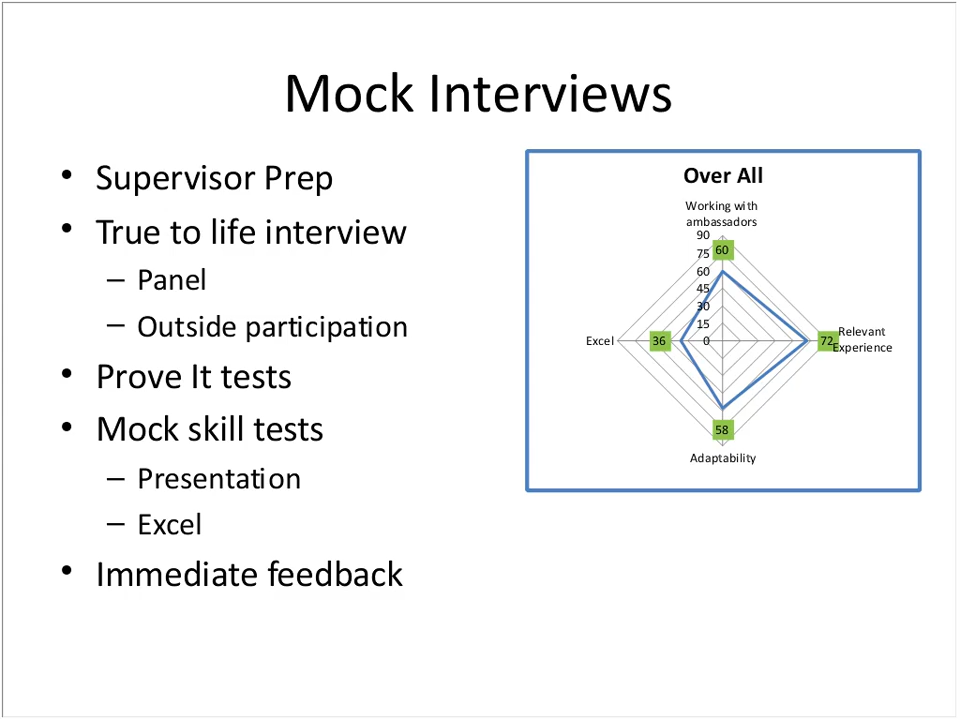 Mock Interviews
• Supervisor Prep
• True to life interview
– Panel
– Outside participation
• Prove It tests
• Mock skill tests
– Presentation
– Excel
• Immediate feedback
Over All
Working with
ambassadors
90
75
60
60
45
30
15
0
Excel
36
72
Relevant
Experience
58
Adaptability